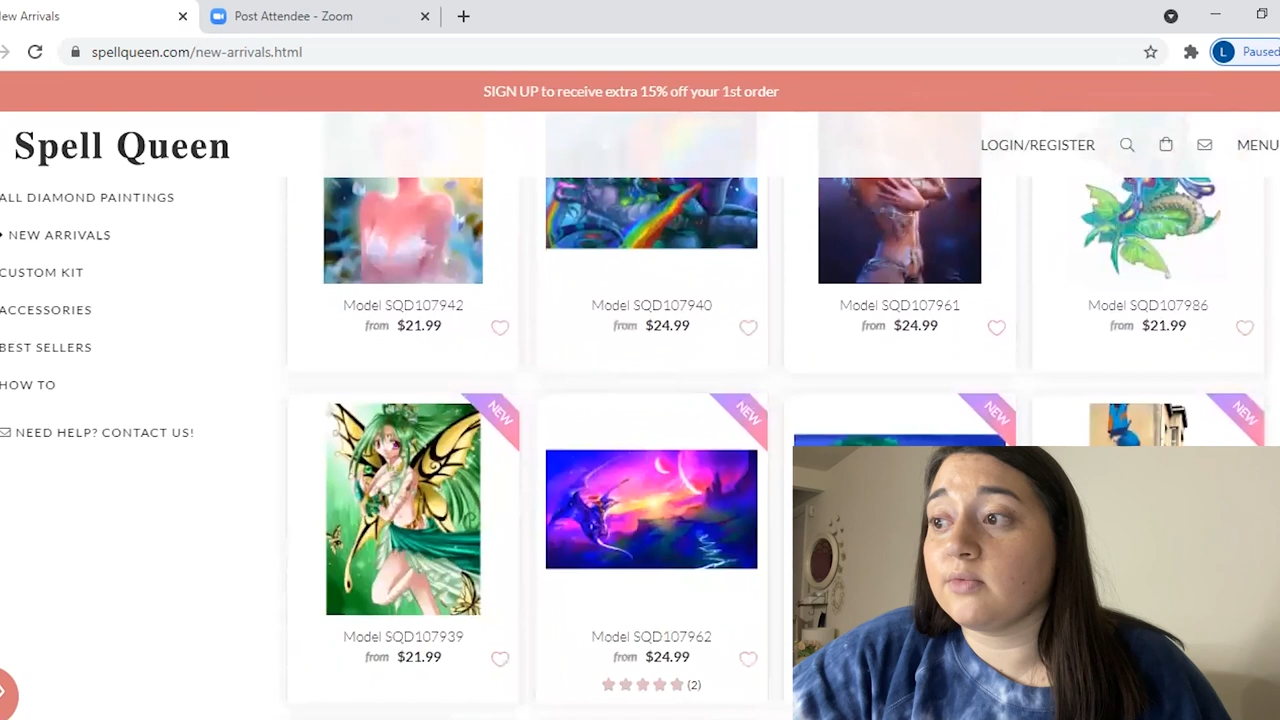 New Arrivals
Post Attendee - Zoom
spellqueen.com/new-arrivals.html
L Paused
SIGN UP to receive extra 15% off your 1st order
Spell Queen
LOGIN/REGISTER
MENU
ALL DIAMOND PAINTINGS
NEW ARRIVALS
CUSTOM KIT
ACCESSORIES
BEST SELLERS
HOW TO
NEED HELP? CONTACT US!
Model SQD107942
from $21.99
Model SQD107940
from $24.99
Model SQD107961
from $24.99
Model SQD107986
from $21.99
NEW
NEW
NEW
NEW
Model SQD107939
from $21.99
Model SQD107962
from $24.99
(2)